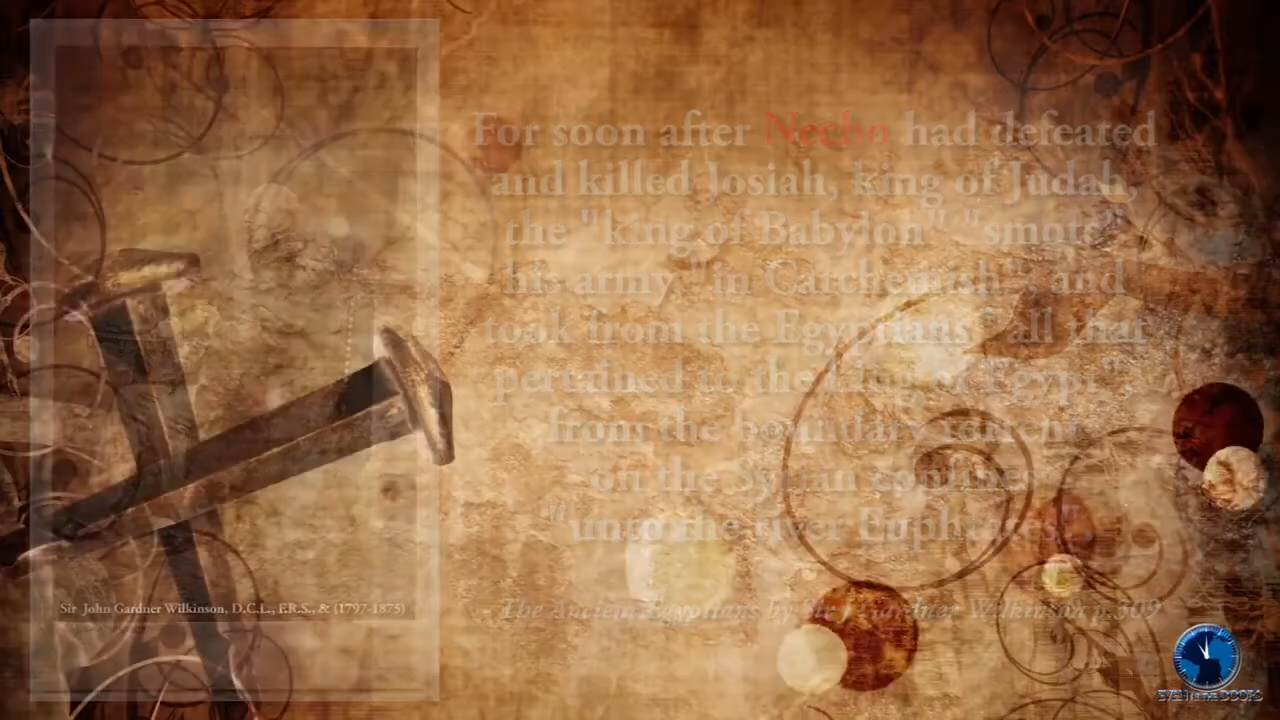 For soon after Necho had defeated
and killed Josiah, king of Judah,
the "king of Babylon" "smote"
his army "in Carchemish", and
took from the Egyptians "all that
pertained to the king of Egypt"
from the boundary torrent
on the Syrian confine
"unto the river Euphrates".
- The Ancient Egyptians by Sir J Gardner Wilkinson p.309
Sir John Gardner Wilkinson, D.C.L., F.R.S., & (1797-1875)